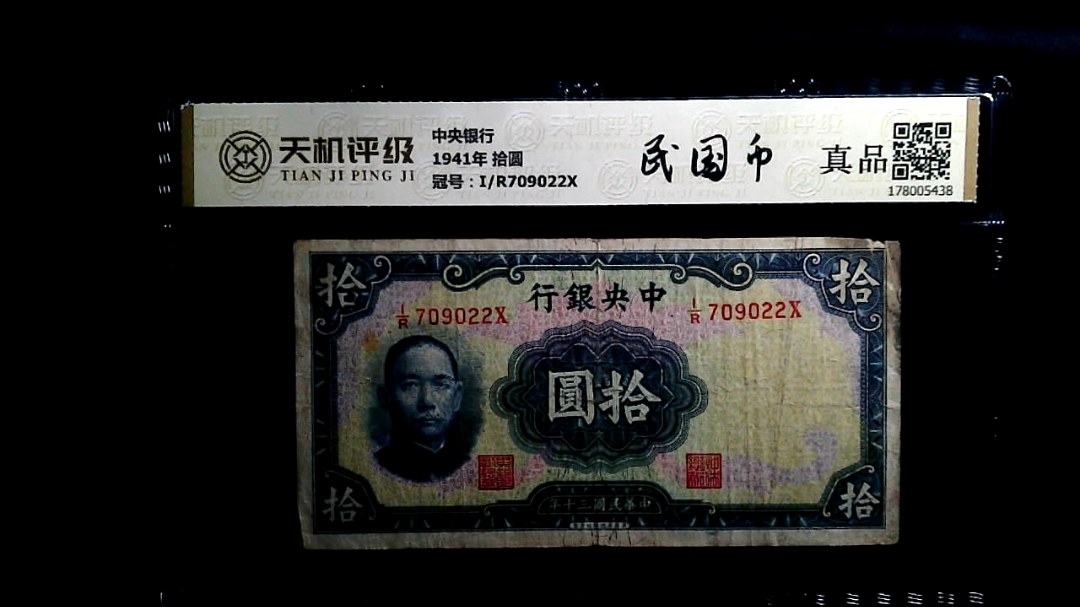 天机评级
TIAN JI PING JI
中央银行
1941年 拾圆
冠号：I/R709022X
民国币
真品
178005438
拾
拾
行銀央中
I/R 709022X
I/R 709022X
圓拾
拾
拾
年十三國民華中